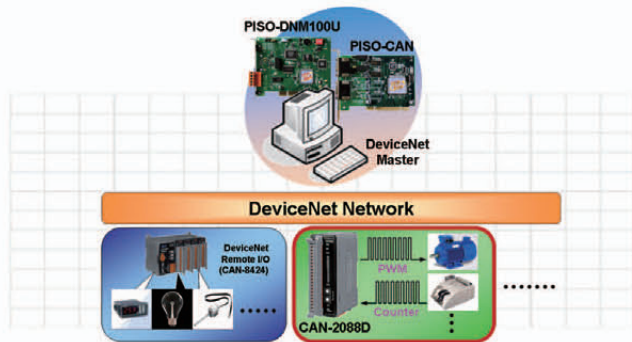 PISO-DNM100U
PISO-CAN
DeviceNet
Master
DeviceNet Network
DeviceNet
Remote I/O
(CAN-8424)
PWM
Counter
CAN-2088D